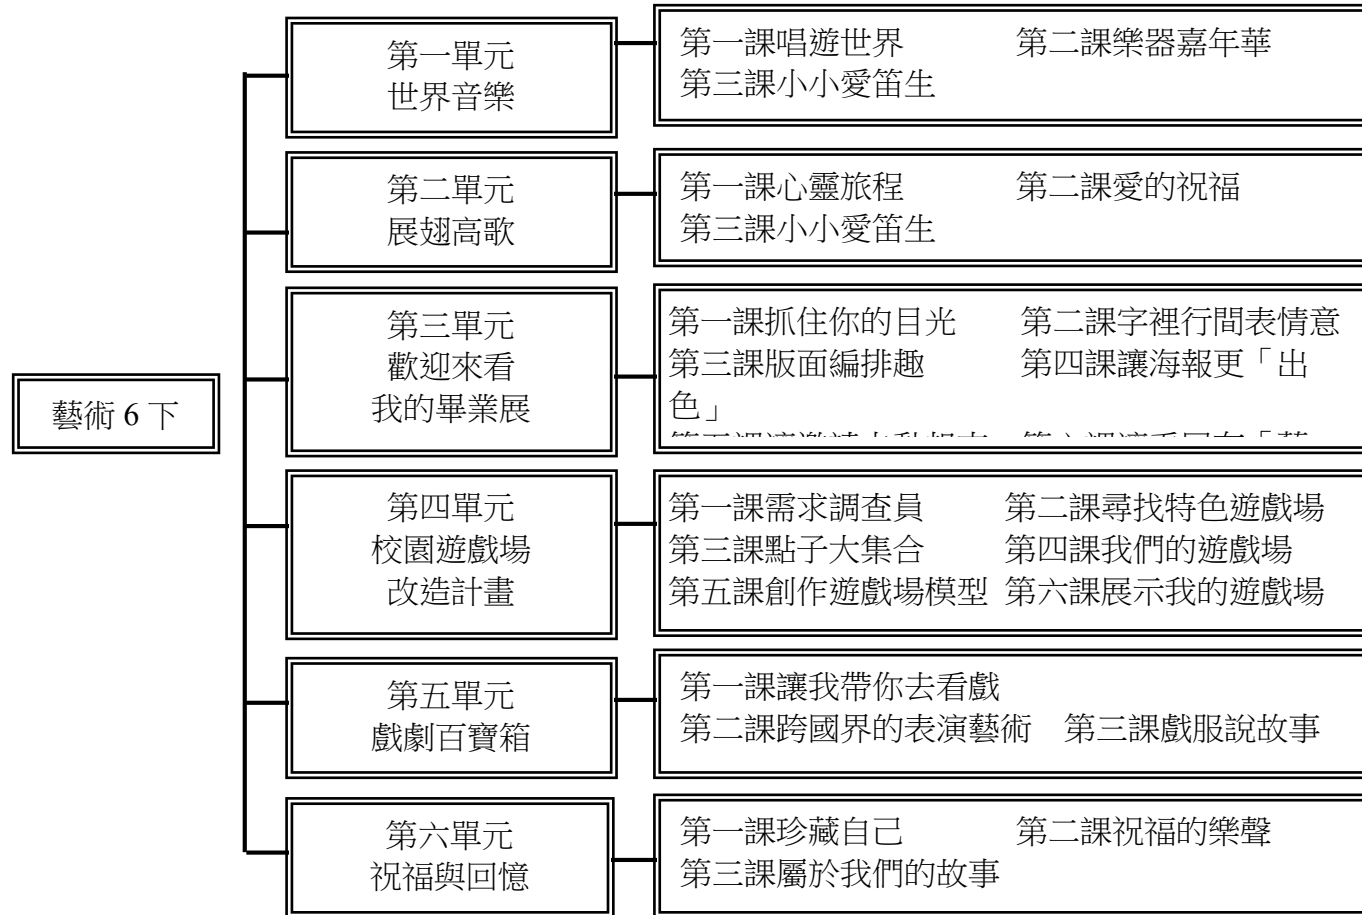 藝術 6 下
第一單元
世界音樂
第一課唱遊世界 第二課樂器嘉年華
第三課小小愛笛生
第二單元
展翅高歌
第一課心靈旅程 第二課愛的祝福
第三課小小愛笛生
第三單元
歡迎來看
我的畢業展
第一課抓住你的目光 第二課字裡行間表情意
第三課版面編排趣 第四課讓海報更「出
色」
第四單元
校園遊戲場
改造計畫
第一課需求調查員 第二課尋找特色遊戲場
第三課點子大集合 第四課我們的遊戲場
第五課創作遊戲場模型 第六課展示我的遊戲場
第五單元
戲劇百寶箱
第一課讓我帶你去看戲
第二課跨國界的表演藝術 第三課戲服說故事
第六單元
祝福與回憶
第一課珍藏自己 第二課祝福的樂聲
第三課屬於我們的故事